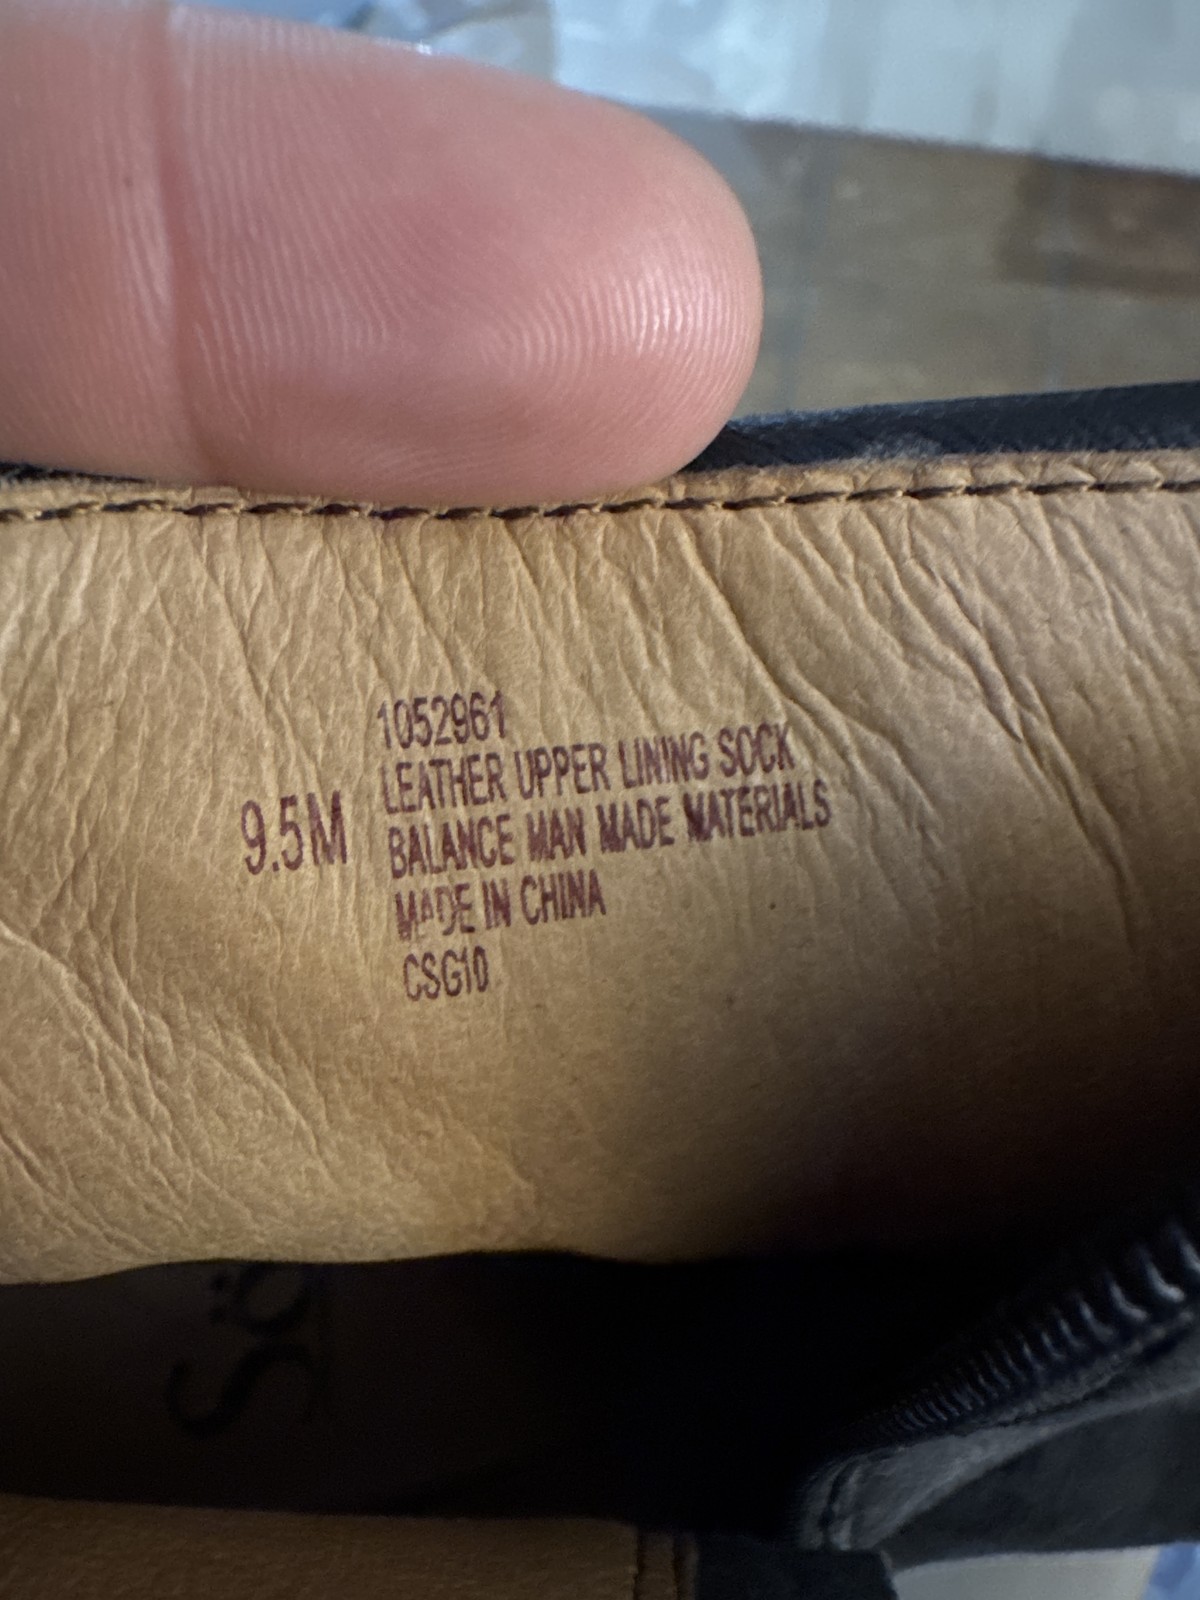 1052961
LEATHER UPPER LINING SOCK
9.5M
BALANCE MAN MADE MATERIALS
MADE IN CHINA
CSG10